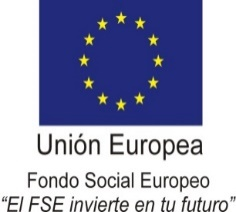 Unión Europea
Fondo Social Europeo
“El FSE invierte en tu futuro”